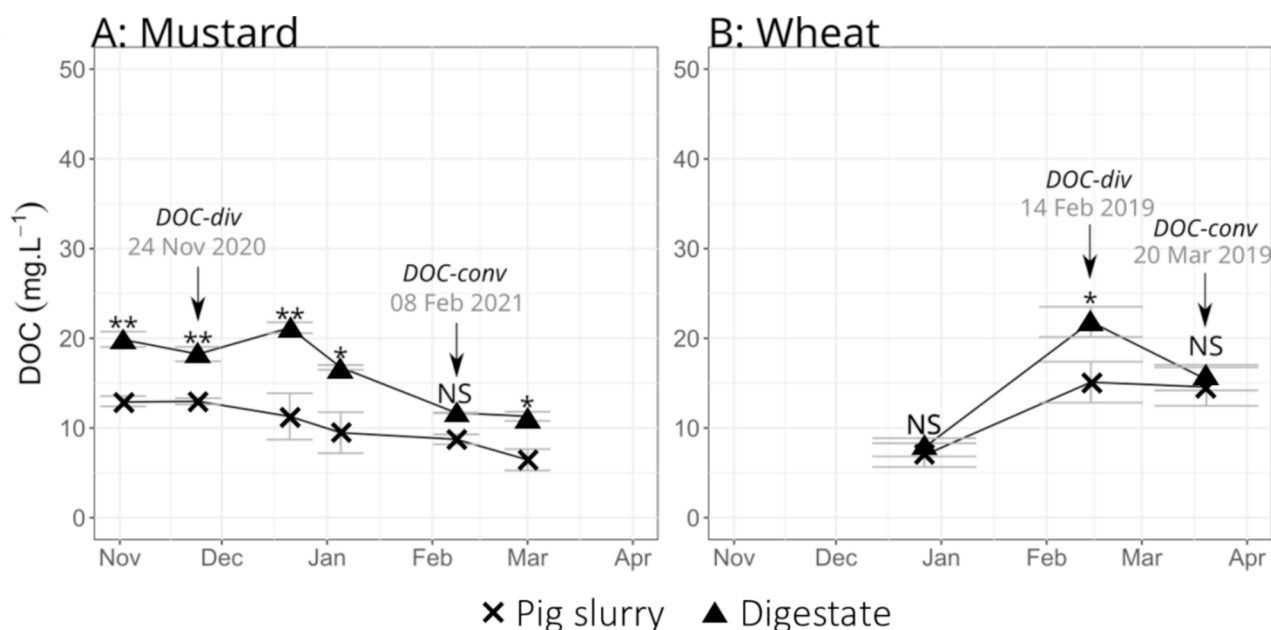 A: Mustard
B: Wheat
DOC (mg.L⁻¹)
50
40
30
20
10
0
DOC-div
24 Nov 2020
DOC-conv
08 Feb 2021
**
**
**
*
NS
*
Nov Dec Jan Feb Mar Apr
50
40
30
20
10
0
DOC-div
14 Feb 2019
DOC-conv
20 Mar 2019
NS
*
NS
Nov Dec Jan Feb Mar Apr
Pig slurry Digestate